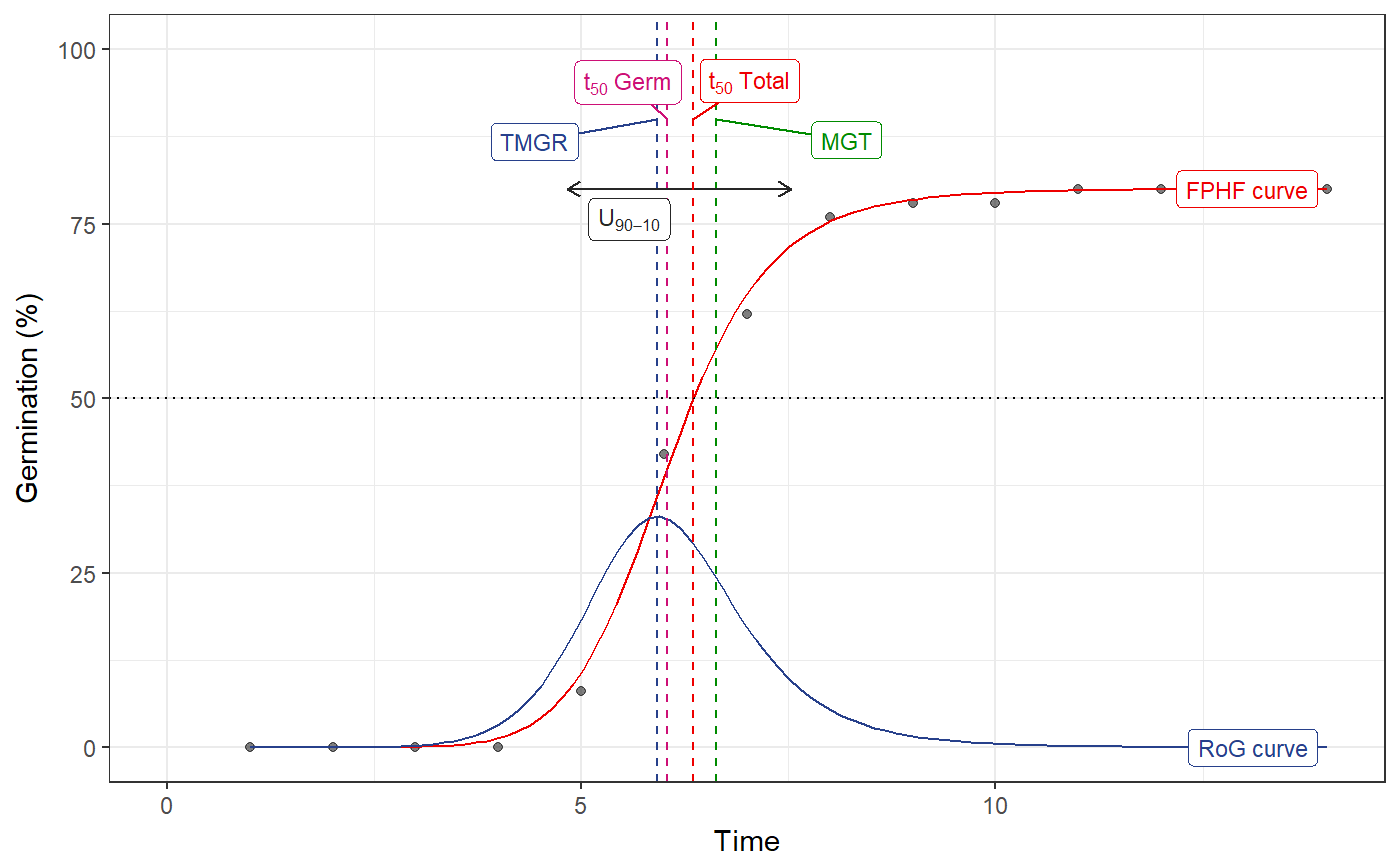 100
75
50
25
0
Germination (%)
t50 Germ
t50 Total
TMGR
MGT
U90−10
FPHF curve
RoG curve
0
5
10
Time